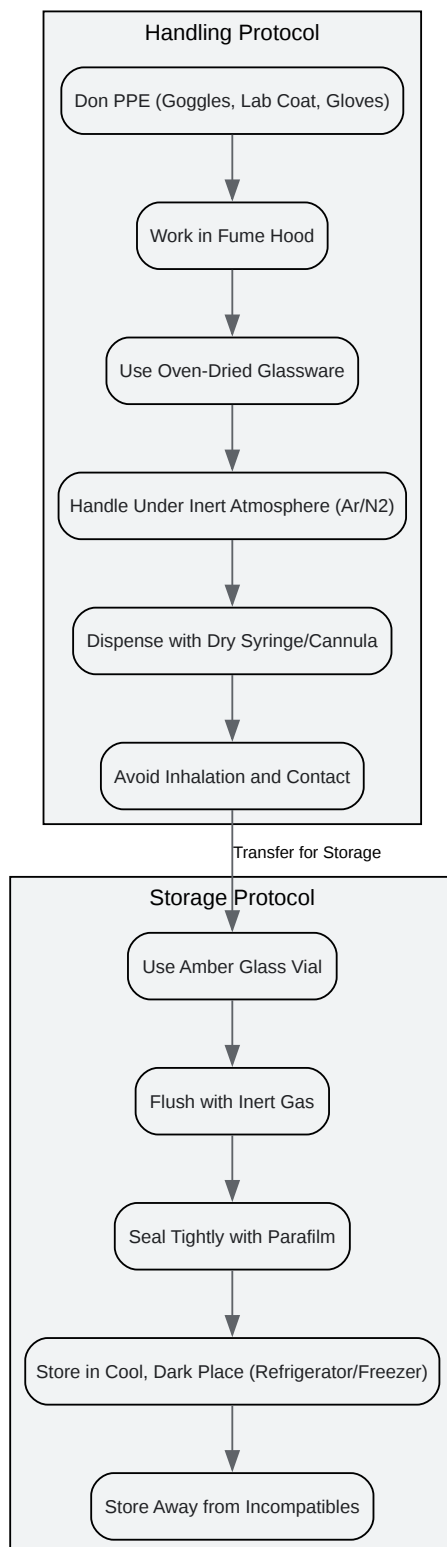 Handling Protocol
Don PPE (Goggles, Lab Coat, Gloves)
Work in Fume Hood
Use Oven-Dried Glassware
Handle Under Inert Atmosphere (Ar/N2)
Dispense with Dry Syringe/Cannula
Avoid Inhalation and Contact
Transfer for Storage
Storage Protocol
Use Amber Glass Vial
Flush with Inert Gas
Seal Tightly with Parafilm
Store in Cool, Dark Place (Refrigerator/Freezer)
Store Away from Incompatibles